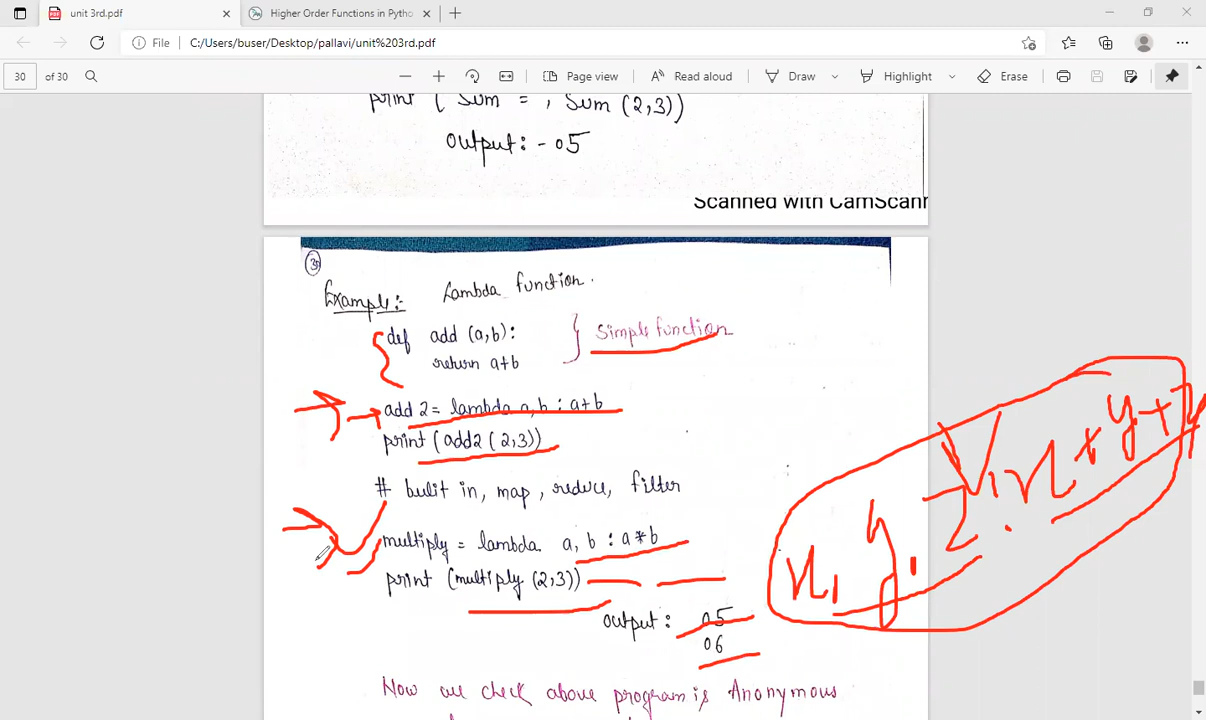 unit 3rd.pdf
Higher Order Functions in Pytho
File
C:/Users/buser/Desktop/pallavi/unit%203rd.pdf
30 of 30
Page view
Read aloud
Draw
Highlight
Erase
print ( Sum = , Sum (2,3))
output: - 05
Scanned with CamScann
Example:- Lambda function.
def add (a,b):
return a+b
Simple function
add 2 = lambda a,b : a+b
print (add2 (2,3))
# bulit in, map, reduce, filter
multiply = lambda a, b : a*b
print (multiply (2,3))
output: 05
06
x, y, z : x+y+z
Now we check above program is Anonymous